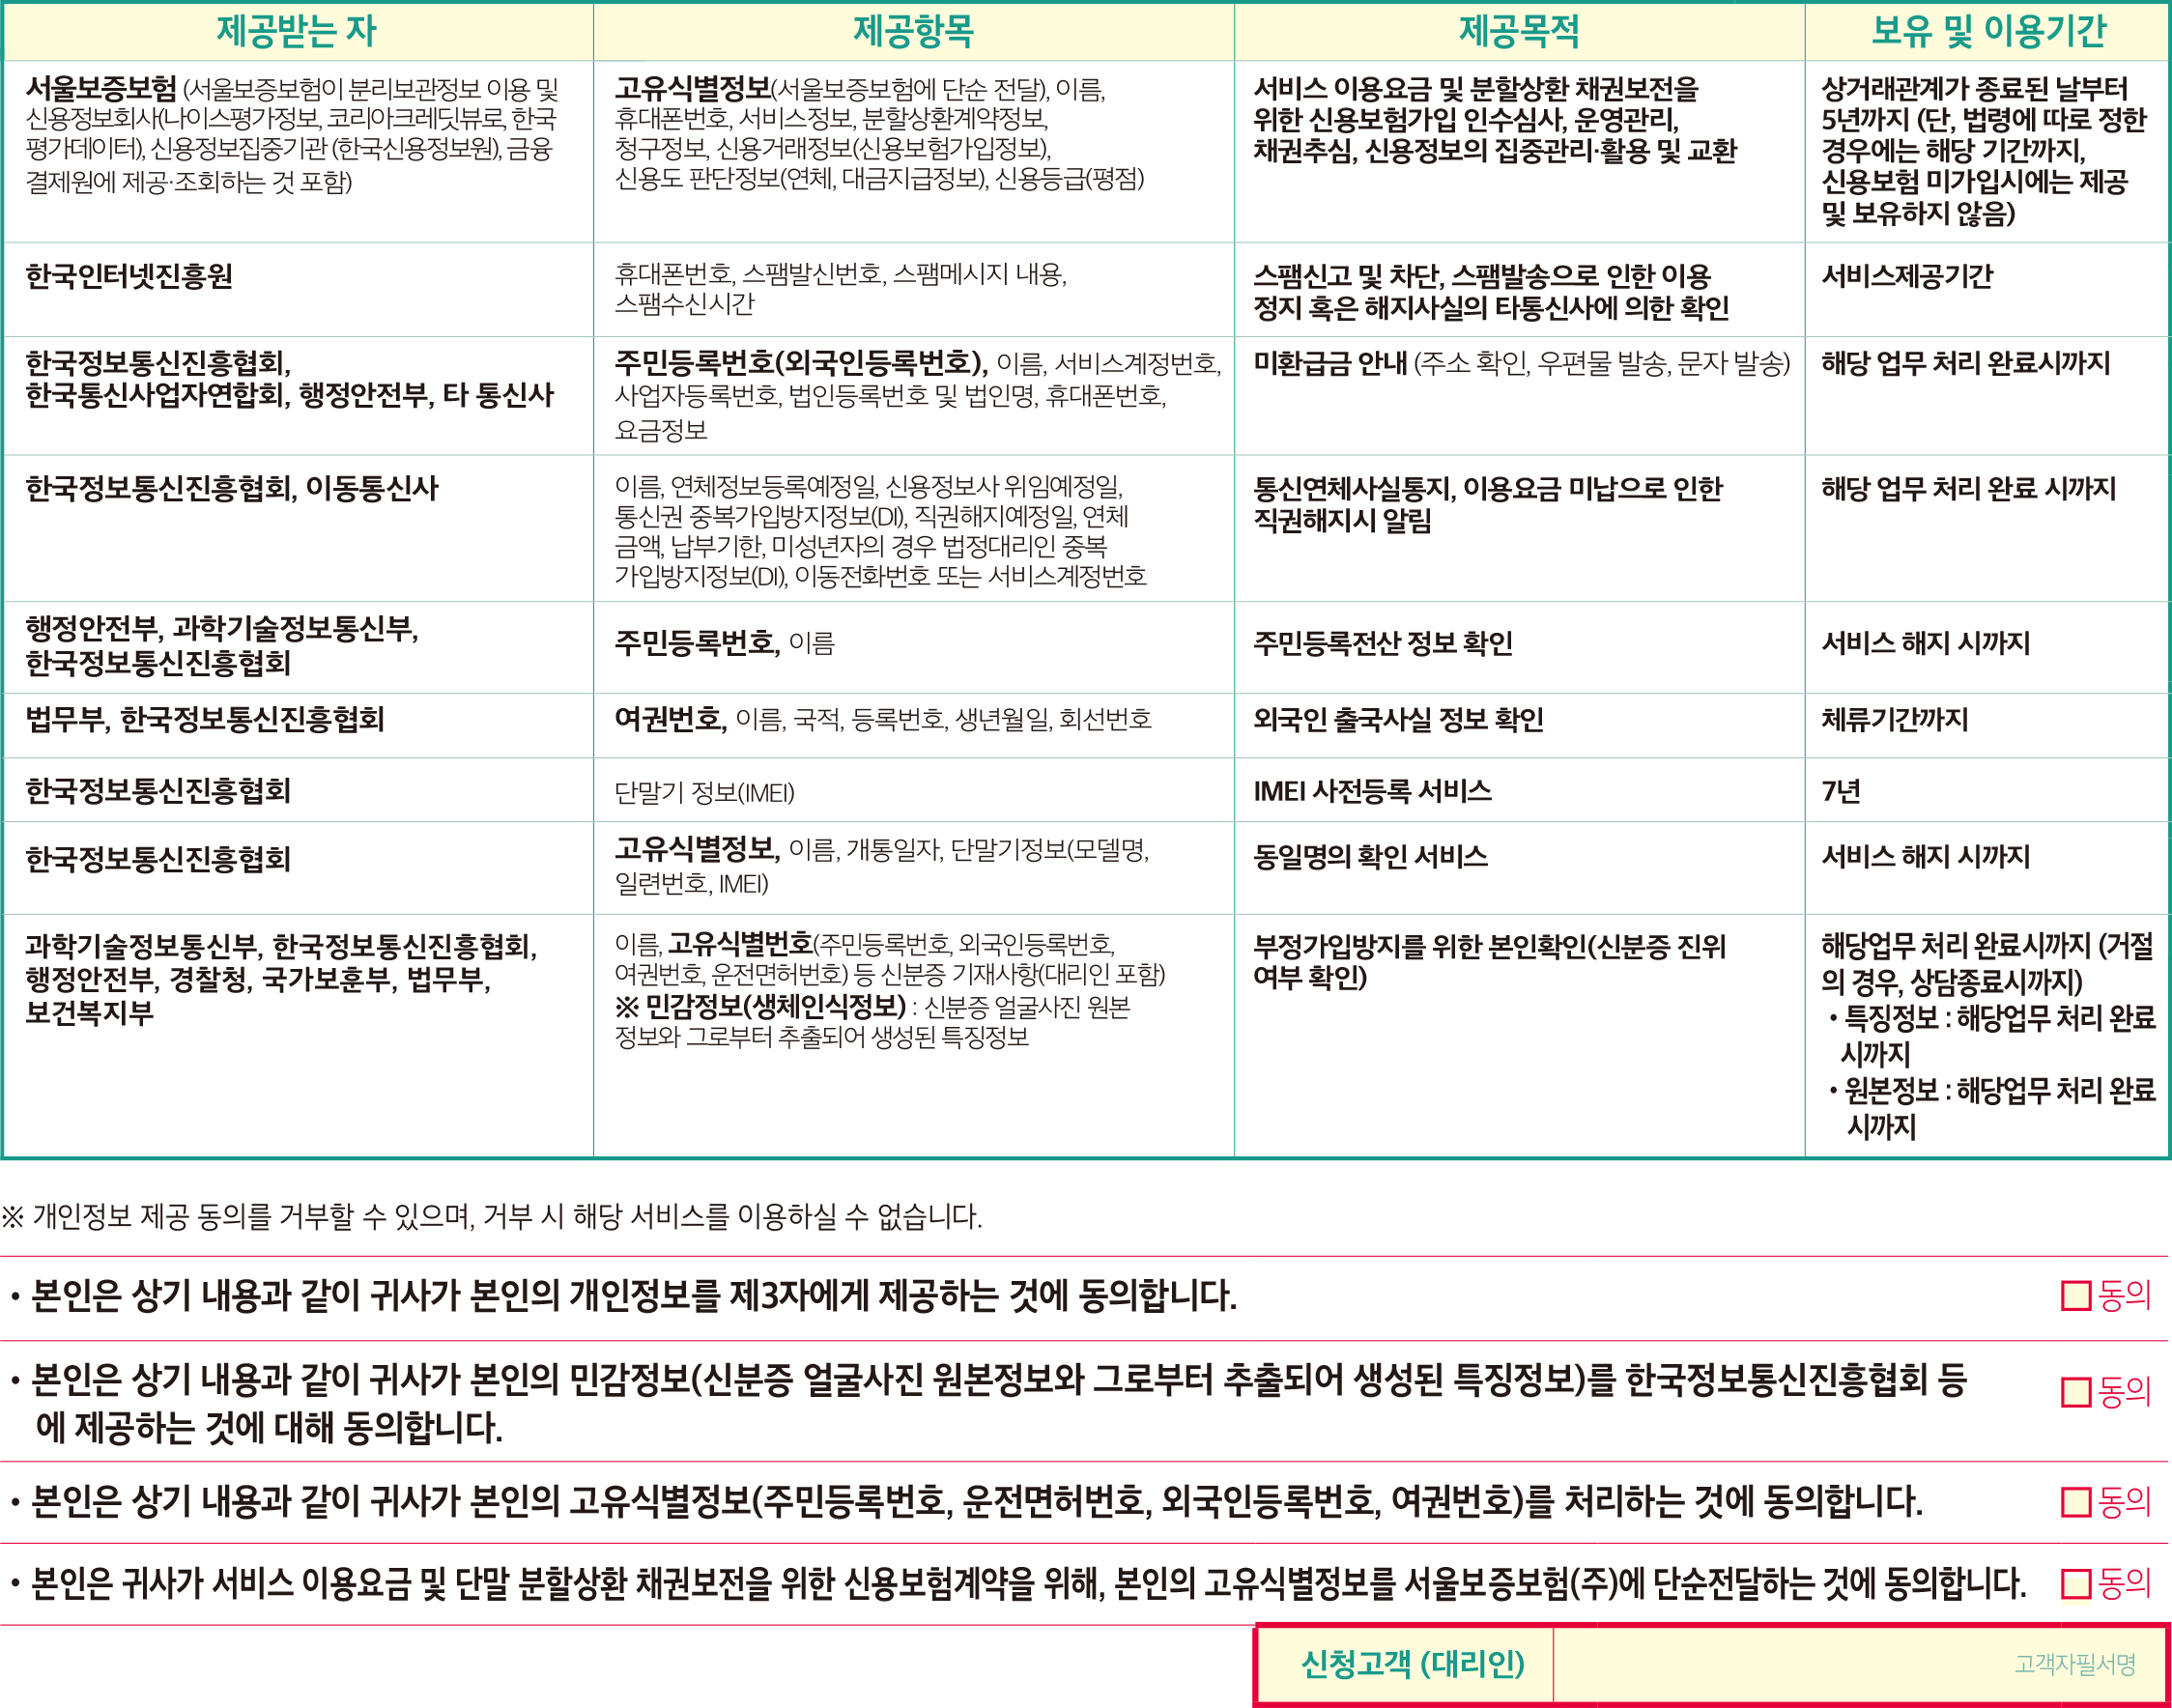 제공받는 자
제공항목
제공목적
보유 및 이용기간
서울보증보험 (서울보증보험이 분리보관정보 이용 및
신용정보회사(나이스평가정보, 코리아크레딧뷰로, 한국
평가데이터), 신용정보집중기관 (한국신용정보원), 금융
결제원에 제공·조회하는 것 포함)
고유식별정보(서울보증보험에 단순 전달), 이름,
휴대폰번호, 서비스정보, 분할상환계약정보,
청구정보, 신용거래정보(신용보험가입정보),
신용도 판단정보(연체, 대금지급정보), 신용등급(평점)
서비스 이용요금 및 분할상환 채권보전을
위한 신용보험가입 인수심사, 운영관리,
채권추심, 신용정보의 집중관리·활용 및 교환
상거래관계가 종료된 날부터
5년까지 (단, 법령에 따로 정한
경우에는 해당 기간까지,
신용보험 미가입시에는 제공
및 보유하지 않음)
한국인터넷진흥원
휴대폰번호, 스팸발신번호, 스팸메시지 내용,
스팸수신시간
스팸신고 및 차단, 스팸발송으로 인한 이용
정지 혹은 해지사실의 타통신사에 의한 확인
서비스제공기간
한국정보통신진흥협회,
한국통신사업자연합회, 행정안전부, 타 통신사
주민등록번호(외국인등록번호), 이름, 서비스계정번호,
사업자등록번호, 법인등록번호 및 법인명, 휴대폰번호,
요금정보
미환급금 안내 (주소 확인, 우편물 발송, 문자 발송)
해당 업무 처리 완료시까지
한국정보통신진흥협회, 이동통신사
이름, 연체정보등록예정일, 신용정보사 위임예정일,
통신권 중복가입방지정보(DI), 직권해지예정일, 연체
금액, 납부기한, 미성년자의 경우 법정대리인 중복
가입방지정보(DI), 이동전화번호 또는 서비스계정번호
통신연체사실통지, 이용요금 미납으로 인한
직권해지시 알림
해당 업무 처리 완료 시까지
행정안전부, 과학기술정보통신부,
한국정보통신진흥협회
주민등록번호, 이름
주민등록전산 정보 확인
서비스 해지 시까지
법무부, 한국정보통신진흥협회
여권번호, 이름, 국적, 등록번호, 생년월일, 회선번호
외국인 출국사실 정보 확인
체류기간까지
한국정보통신진흥협회
단말기 정보(IMEI)
IMEI 사전등록 서비스
7년
한국정보통신진흥협회
고유식별정보, 이름, 개통일자, 단말기정보(모델명,
일련번호, IMEI)
동일명의 확인 서비스
서비스 해지 시까지
과학기술정보통신부, 한국정보통신진흥협회,
행정안전부, 경찰청, 국가보훈부, 법무부,
보건복지부
이름, 고유식별번호(주민등록번호, 외국인등록번호,
여권번호, 운전면허번호) 등 신분증 기재사항(대리인 포함)
※ 민감정보(생체인식정보) : 신분증 얼굴사진 원본
정보와 그로부터 추출되어 생성된 특징정보
부정가입방지를 위한 본인확인(신분증 진위
여부 확인)
해당업무 처리 완료시까지 (거절
의 경우, 상담종료시까지)
• 특징정보 : 해당업무 처리 완료
시까지
• 원본정보 : 해당업무 처리 완료
시까지
※ 개인정보 제공 동의를 거부할 수 있으며, 거부 시 해당 서비스를 이용하실 수 없습니다.
• 본인은 상기 내용과 같이 귀사가 본인의 개인정보를 제3자에게 제공하는 것에 동의합니다.
동의
• 본인은 상기 내용과 같이 귀사가 본인의 민감정보(신분증 얼굴사진 원본정보와 그로부터 추출되어 생성된 특징정보)를 한국정보통신진흥협회 등
에 제공하는 것에 대해 동의합니다.
동의
• 본인은 상기 내용과 같이 귀사가 본인의 고유식별정보(주민등록번호, 운전면허번호, 외국인등록번호, 여권번호)를 처리하는 것에 동의합니다.
동의
• 본인은 귀사가 서비스 이용요금 및 단말 분할상환 채권보전을 위한 신용보험계약을 위해, 본인의 고유식별정보를 서울보증보험(주)에 단순전달하는 것에 동의합니다.
동의
신청고객 (대리인)
고객자필서명